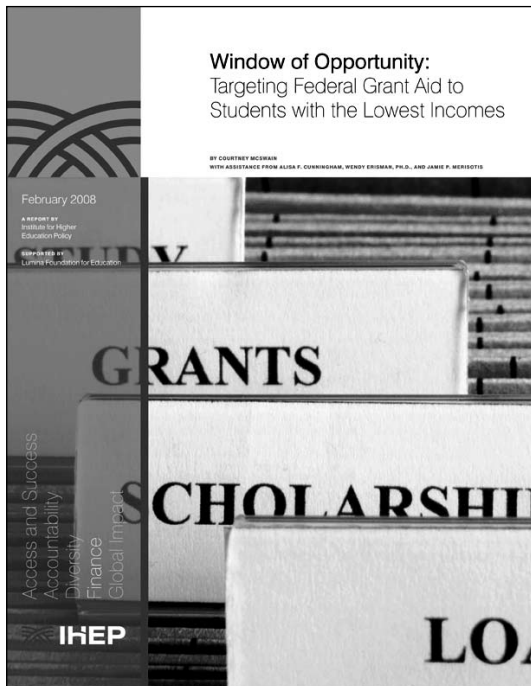 Window of Opportunity:
Targeting Federal Grant Aid to
Students with the Lowest Incomes
BY COURTNEY MCSWAIN
WITH ASSISTANCE FROM ALISA F. CUNNINGHAM, WENDY ERISMAN, PH.D., AND JAMIE P. MERISOTIS
February 2008
A REPORT BY
Institute for Higher
Education Policy
SUPPORTED BY
Lumina Foundation for Education
STUDY
GRANTS
SCHOLARSHI
LOA
Access and Success
Accountability
Diversity
Finance
Global Impact
IHEP